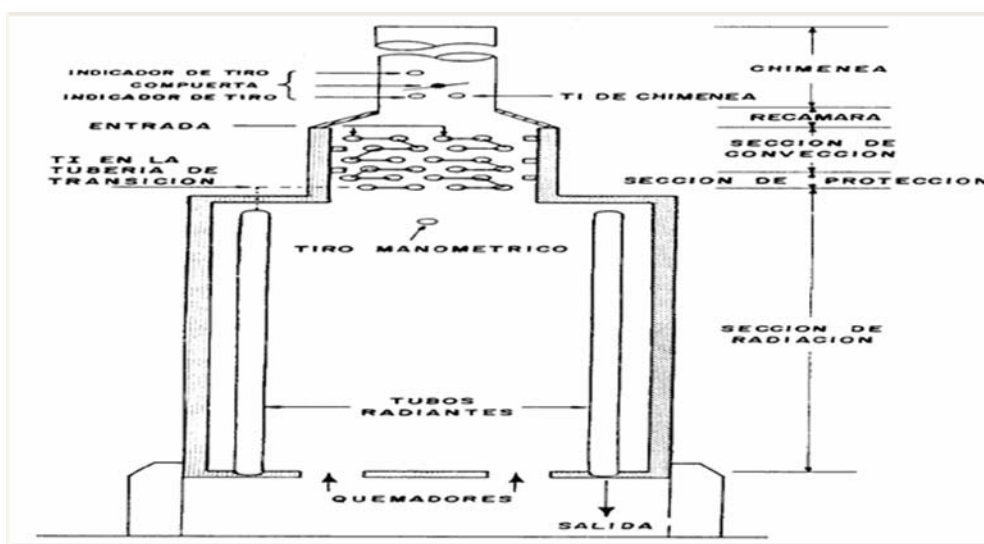 INDICADOR DE TIRO
COMPUERTA
INDICADOR DE TIRO
TI DE CHIMENEA
ENTRADA
TI EN LA
TUBERIA DE
TRANSICION
TIRO MANOMETRICO
TUBOS
RADIANTES
QUEMADORES
SALIDA
CHIMENEA
RECAMARA
SECCION DE
CONVECCION
SECCION DE PROTECCION
SECCION DE
RADIACION